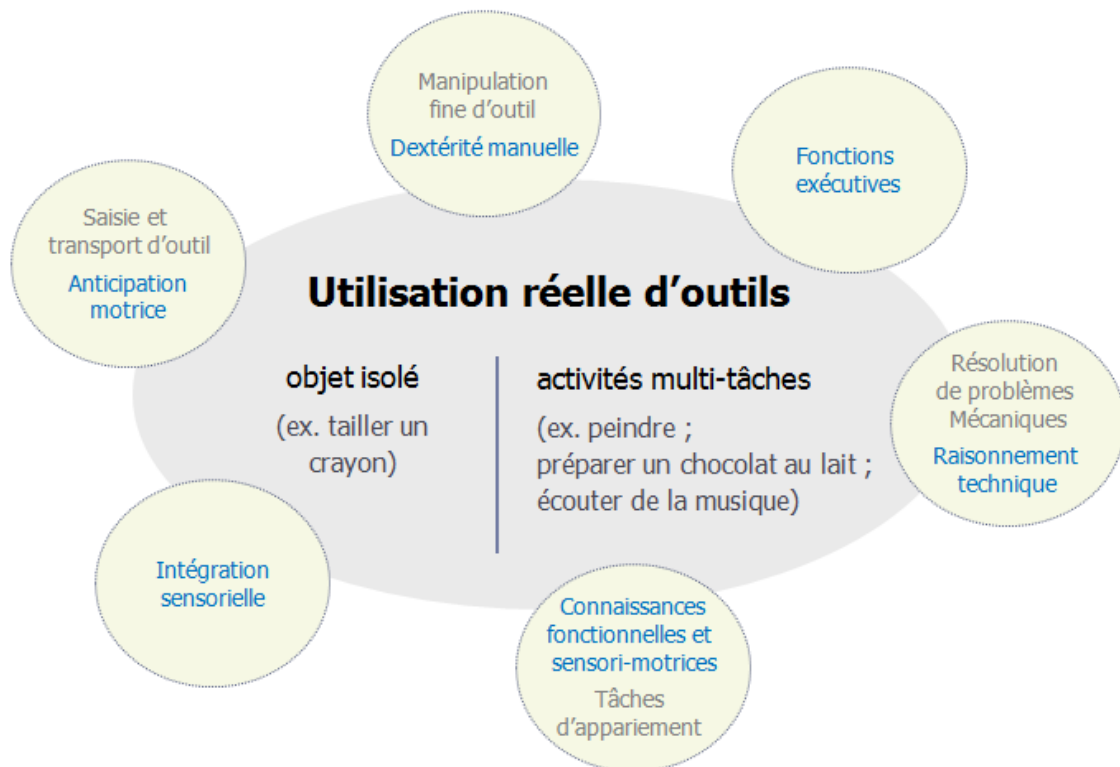 Manipulation
fine d'outil
Dextérité manuelle
Fonctions
exécutives
Saisie et
transport d'outil
Anticipation
motrice
Utilisation réelle d'outils
objet isolé
(ex. tailler un
crayon)
activités multi-tâches
(ex. peindre ;
préparer un chocolat au lait ;
écouter de la musique)
Résolution
de problèmes
Mécaniques
Raisonnement
technique
Intégration
sensorielle
Connaissances
fonctionnelles et
sensori-motrices
Tâches
d'appariement